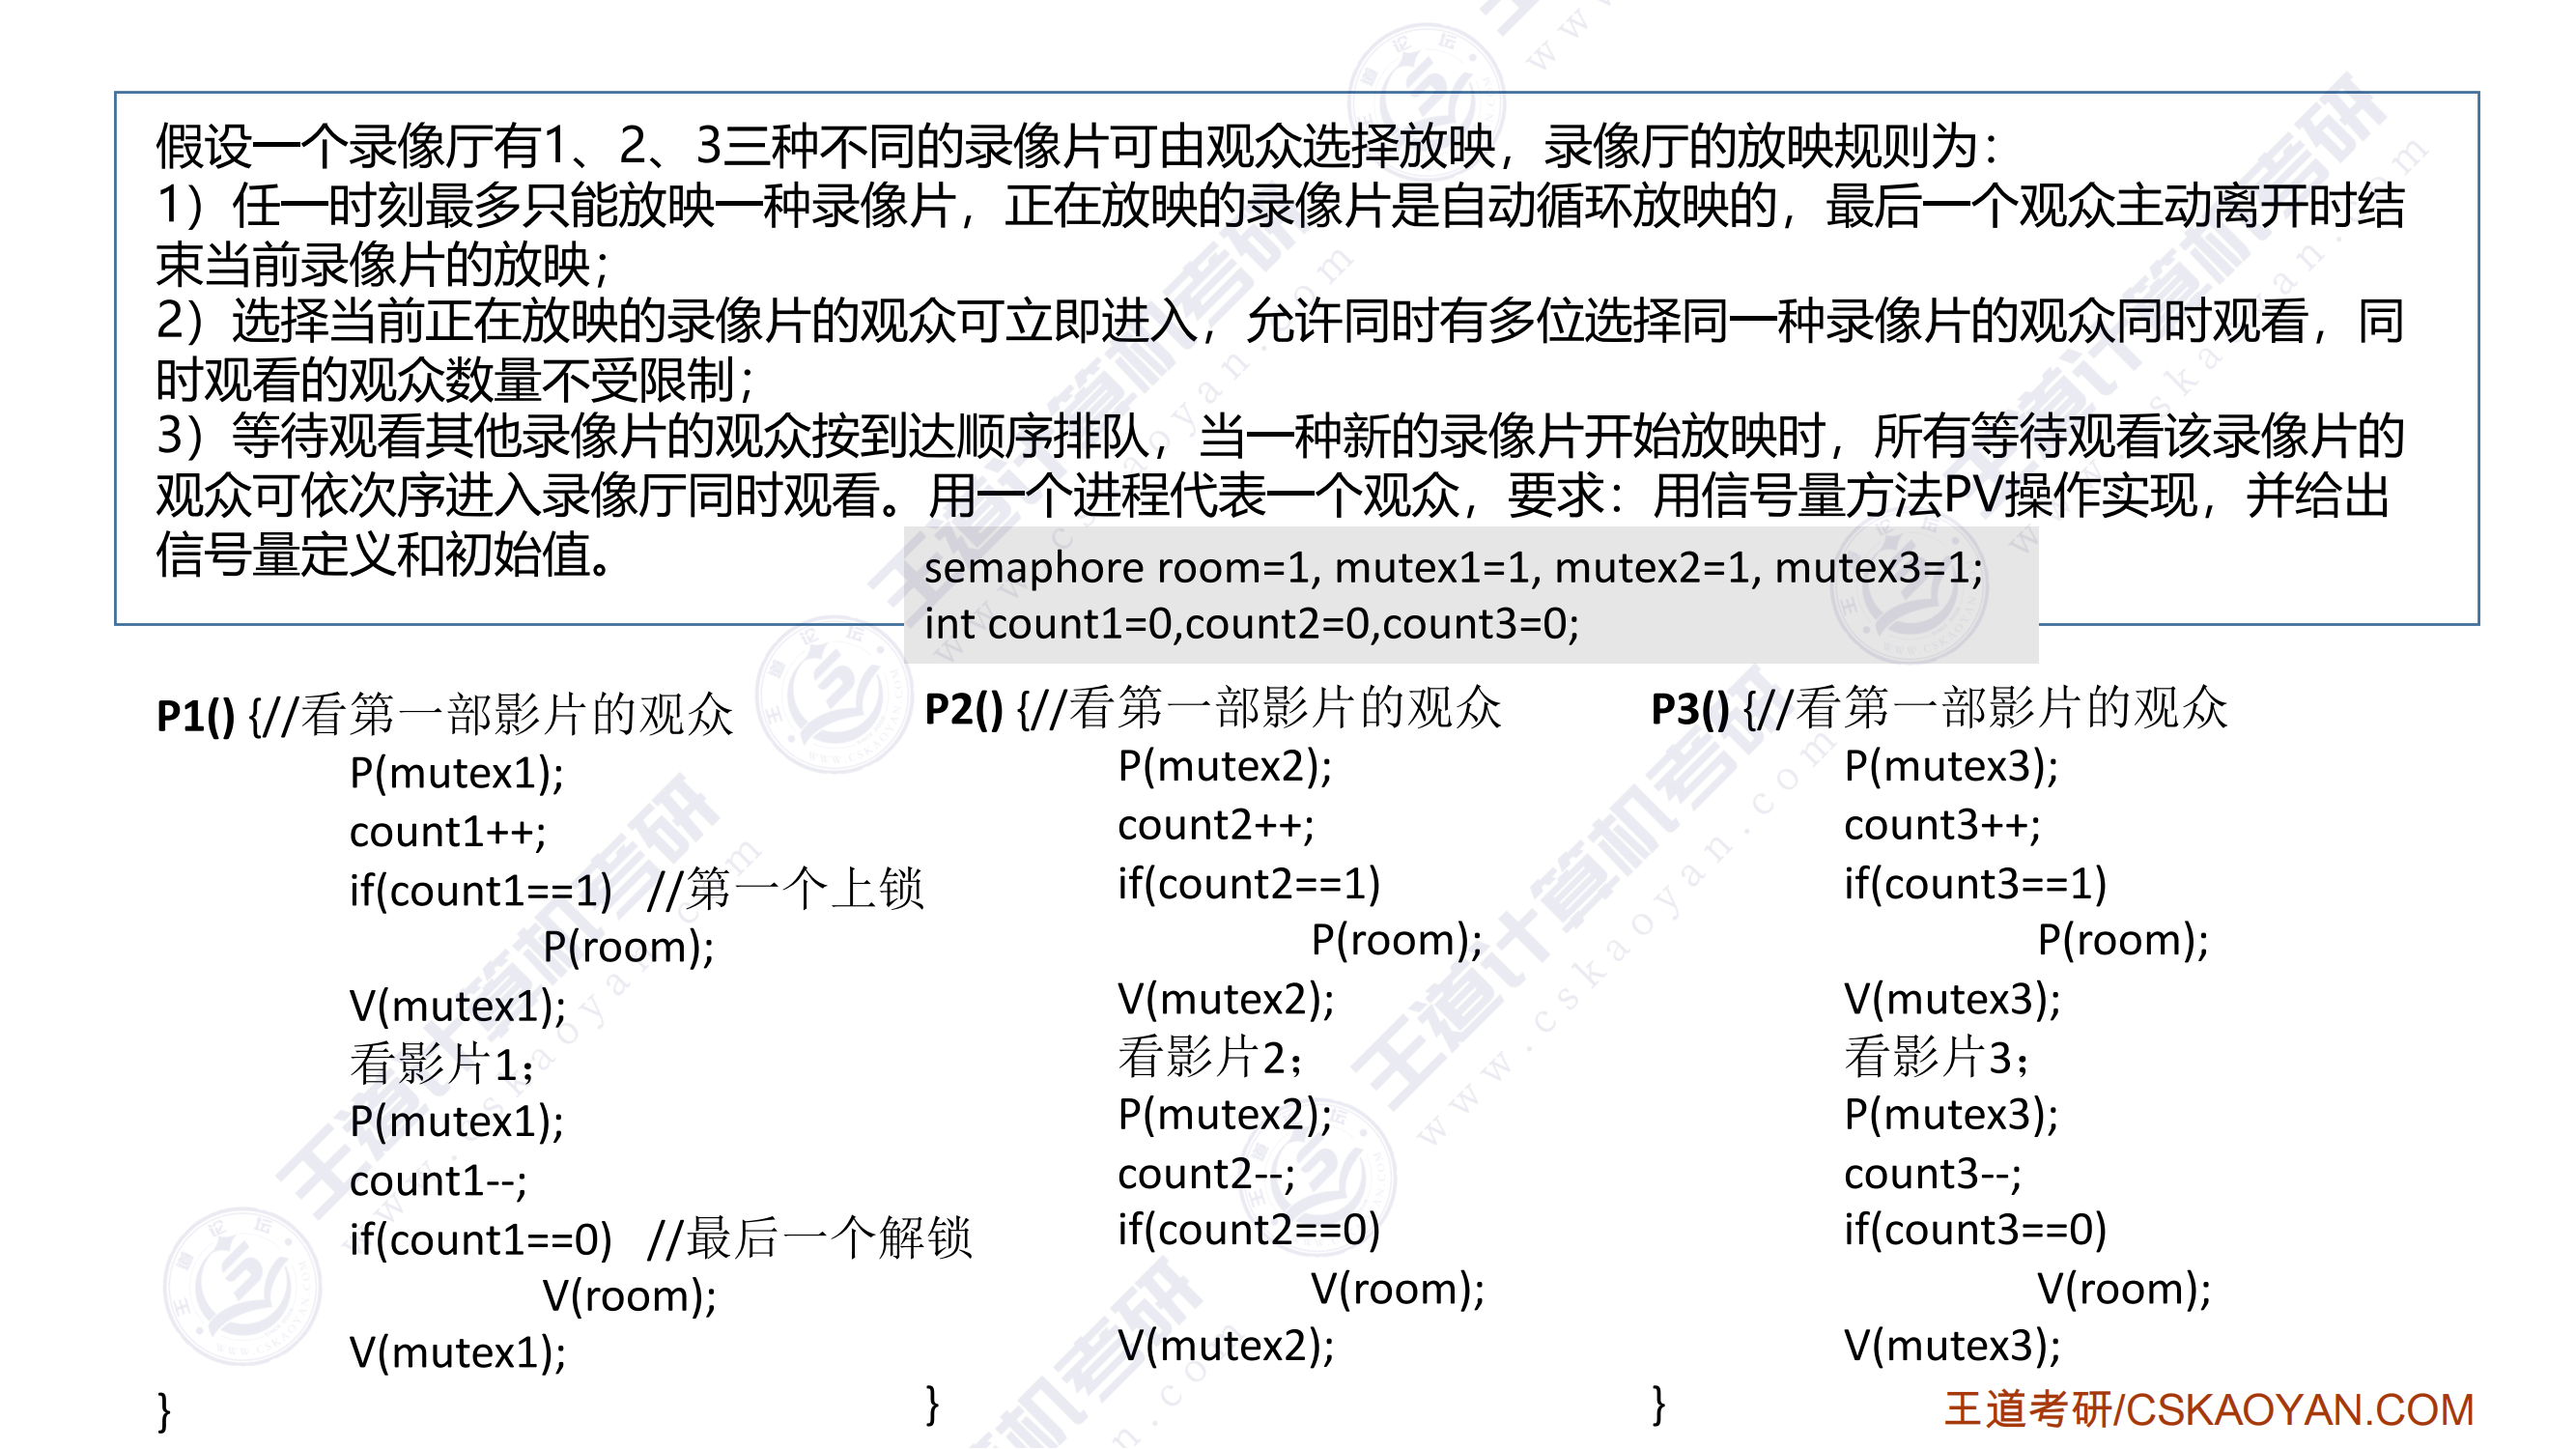 假设一个录像厅有1、2、3三种不同的录像片可由观众选择放映，录像厅的放映规则为：
1）任一时刻最多只能放映一种录像片，正在放映的录像片是自动循环放映的，最后一个观众主动离开时结
束当前录像片的放映；
2）选择当前正在放映的录像片的观众可立即进入，允许同时有多位选择同一种录像片的观众同时观看，同
时观看的观众数量不受限制；
3）等待观看其他录像片的观众按到达顺序排队，当一种新的录像片开始放映时，所有等待观看该录像片的
观众可依次序进入录像厅同时观看。用一个进程代表一个观众，要求：用信号量方法PV操作实现，并给出
信号量定义和初始值。
semaphore room=1, mutex1=1, mutex2=1, mutex3=1;
int count1=0,count2=0,count3=0;
P1() {//看第一部影片的观众
P(mutex1);
count1++;
if(count1==1) //第一个上锁
P(room);
V(mutex1);
看影片1；
P(mutex1);
count1--;
if(count1==0) //最后一个解锁
V(room);
V(mutex1);
}
P2() {//看第一部影片的观众
P(mutex2);
count2++;
if(count2==1)
P(room);
V(mutex2);
看影片2；
P(mutex2);
count2--;
if(count2==0)
V(room);
V(mutex2);
}
P3() {//看第一部影片的观众
P(mutex3);
count3++;
if(count3==1)
P(room);
V(mutex3);
看影片3；
P(mutex3);
count3--;
if(count3==0)
V(room);
V(mutex3);
}
王道考研/CSKAOYAN.COM
王道计算机考研
www.cskaoyan.com